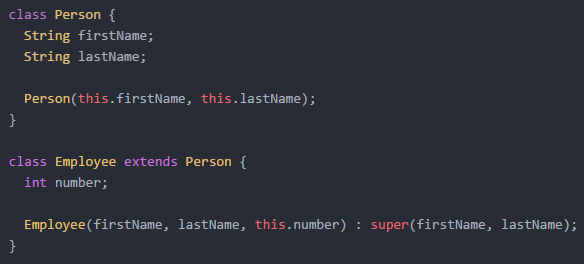 class Person {
  String firstName;
  String lastName;

  Person(this.firstName, this.lastName);
}

class Employee extends Person {
  int number;

  Employee(firstName, lastName, this.number) : super(firstName, lastName);
}